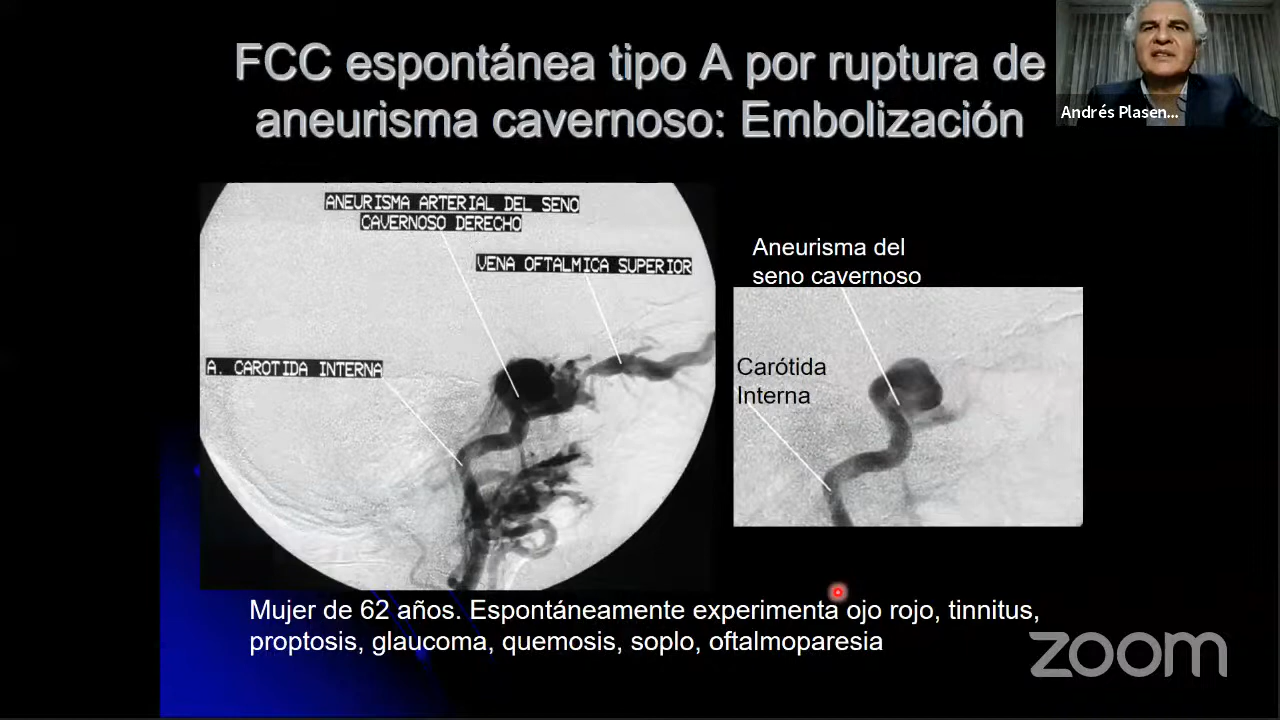 FCC espontánea tipo A por ruptura de
aneurisma cavernoso: Embolización
Andrés Plasen...
ANEURISMA ARTERIAL DEL SENO
CAVERNOSO DERECHO
VENA OFTALMICA SUPERIOR
A. CAROTIDA INTERNA
Aneurisma del
seno cavernoso
Carótida
Interna
Mujer de 62 años. Espontáneamente experimenta ojo rojo, tinnitus,
proptosis, glaucoma, quemosis, soplo, oftalmoparesia
zoom